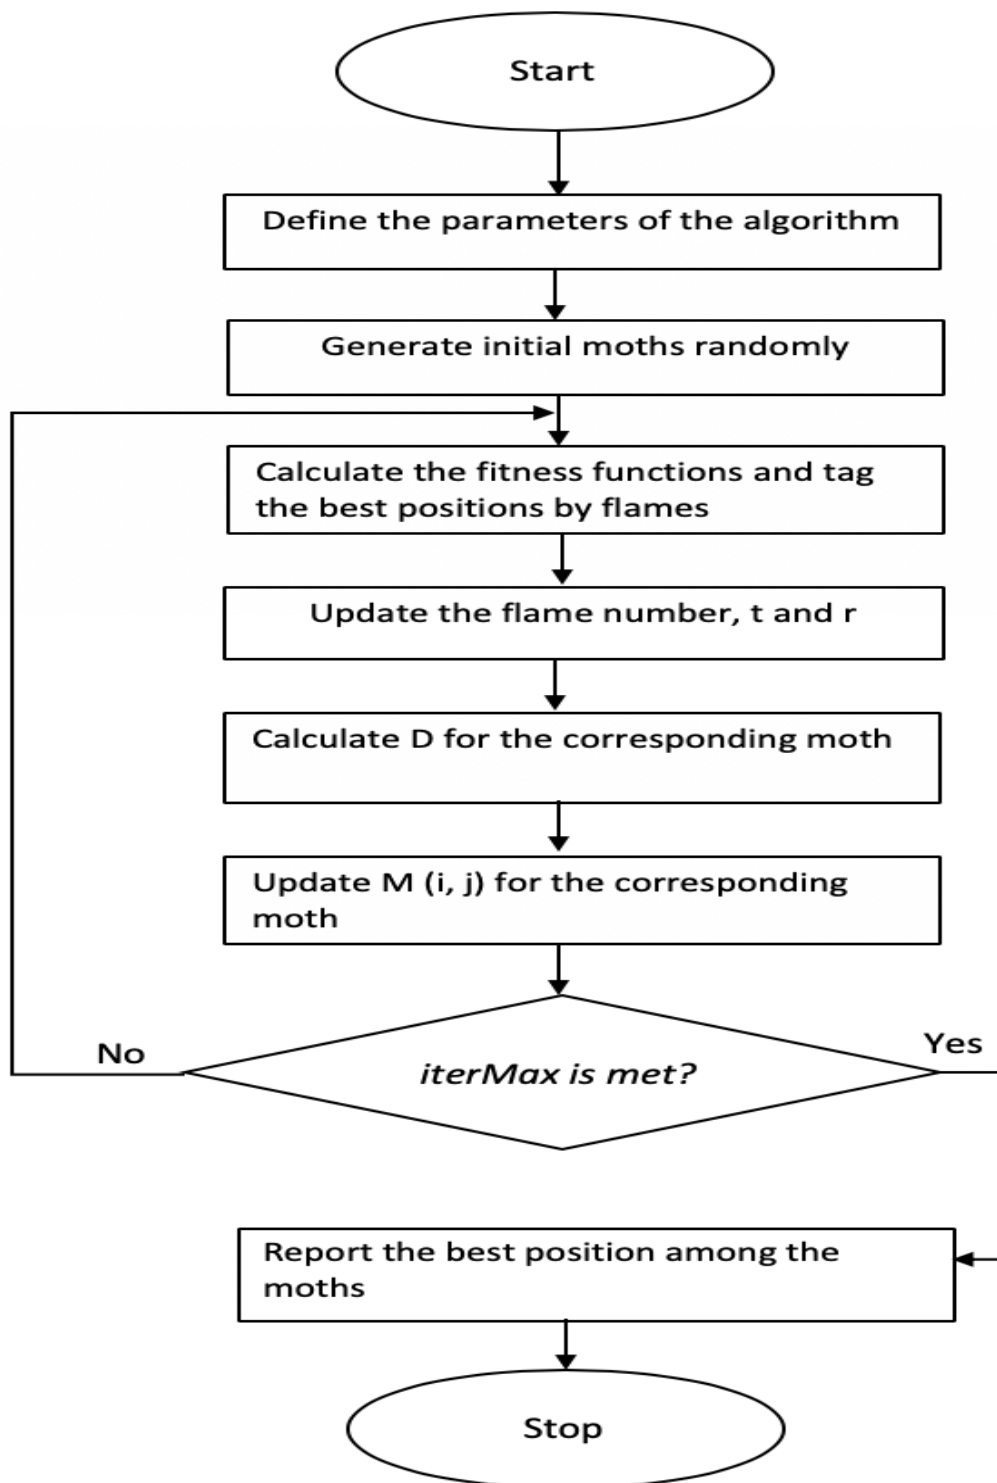 Start
Define the parameters of the algorithm
Generate initial moths randomly
Calculate the fitness functions and tag
the best positions by flames
Update the flame number, t and r
Calculate D for the corresponding moth
Update M (i, j) for the corresponding
moth
No
Yes
iterMax is met?
Report the best position among the
moths
Stop